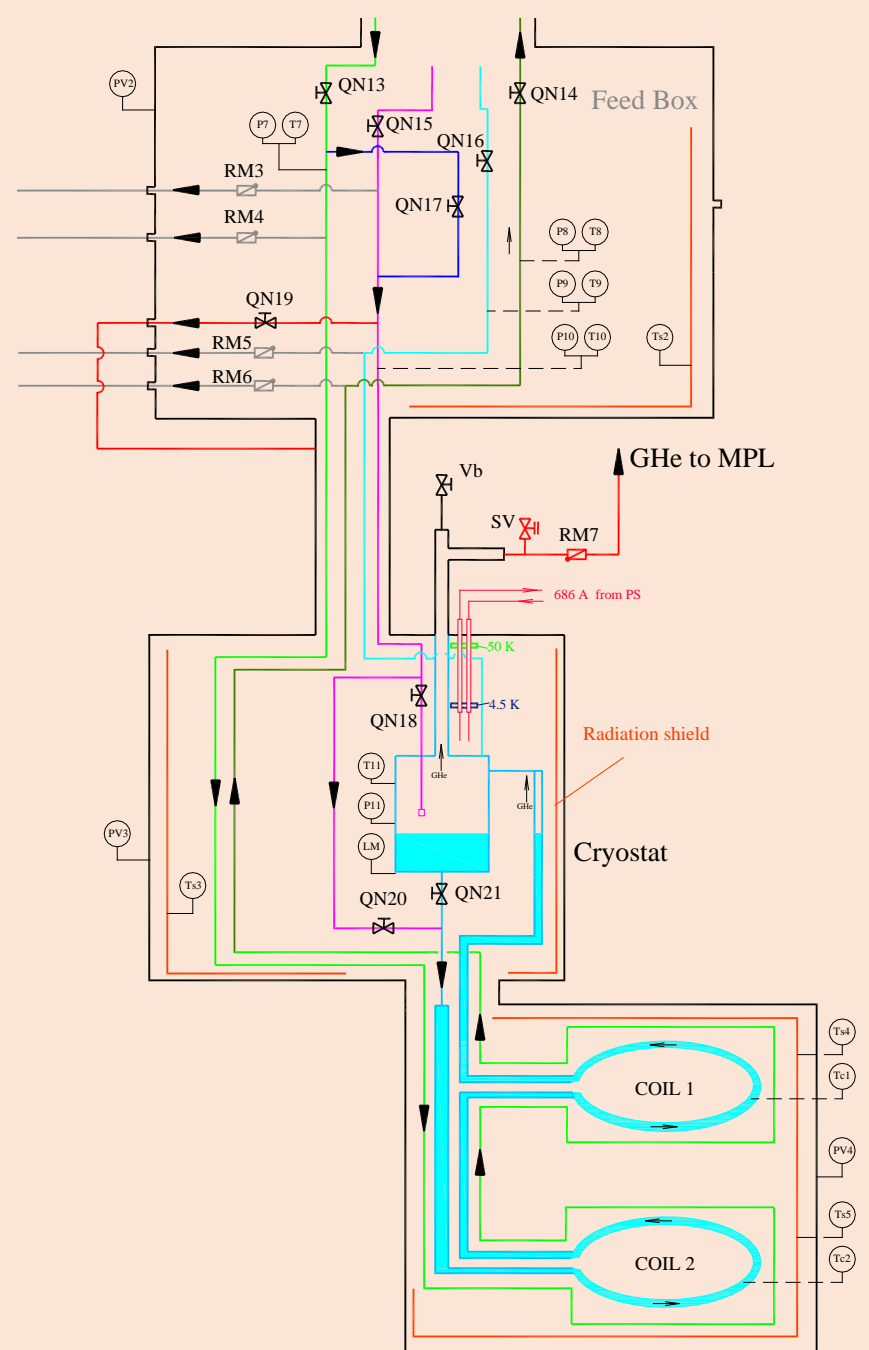 PV2
QN13
QN14
Feed Box
P7
T7
QN15
QN16
RM3
QN17
RM4
P8
T8
P9
T9
QN19
P10
T10
Ts2
RM5
RM6
GHe to MPL
Vb
SV
RM7
686 A from PS
50 K
4.5 K
QN18
Radiation shield
T11
GHe
P11
GHe
PV3
LM
Cryostat
Ts3
QN20
QN21
Ts4
Tc1
COIL 1
PV4
Ts5
Tc2
COIL 2